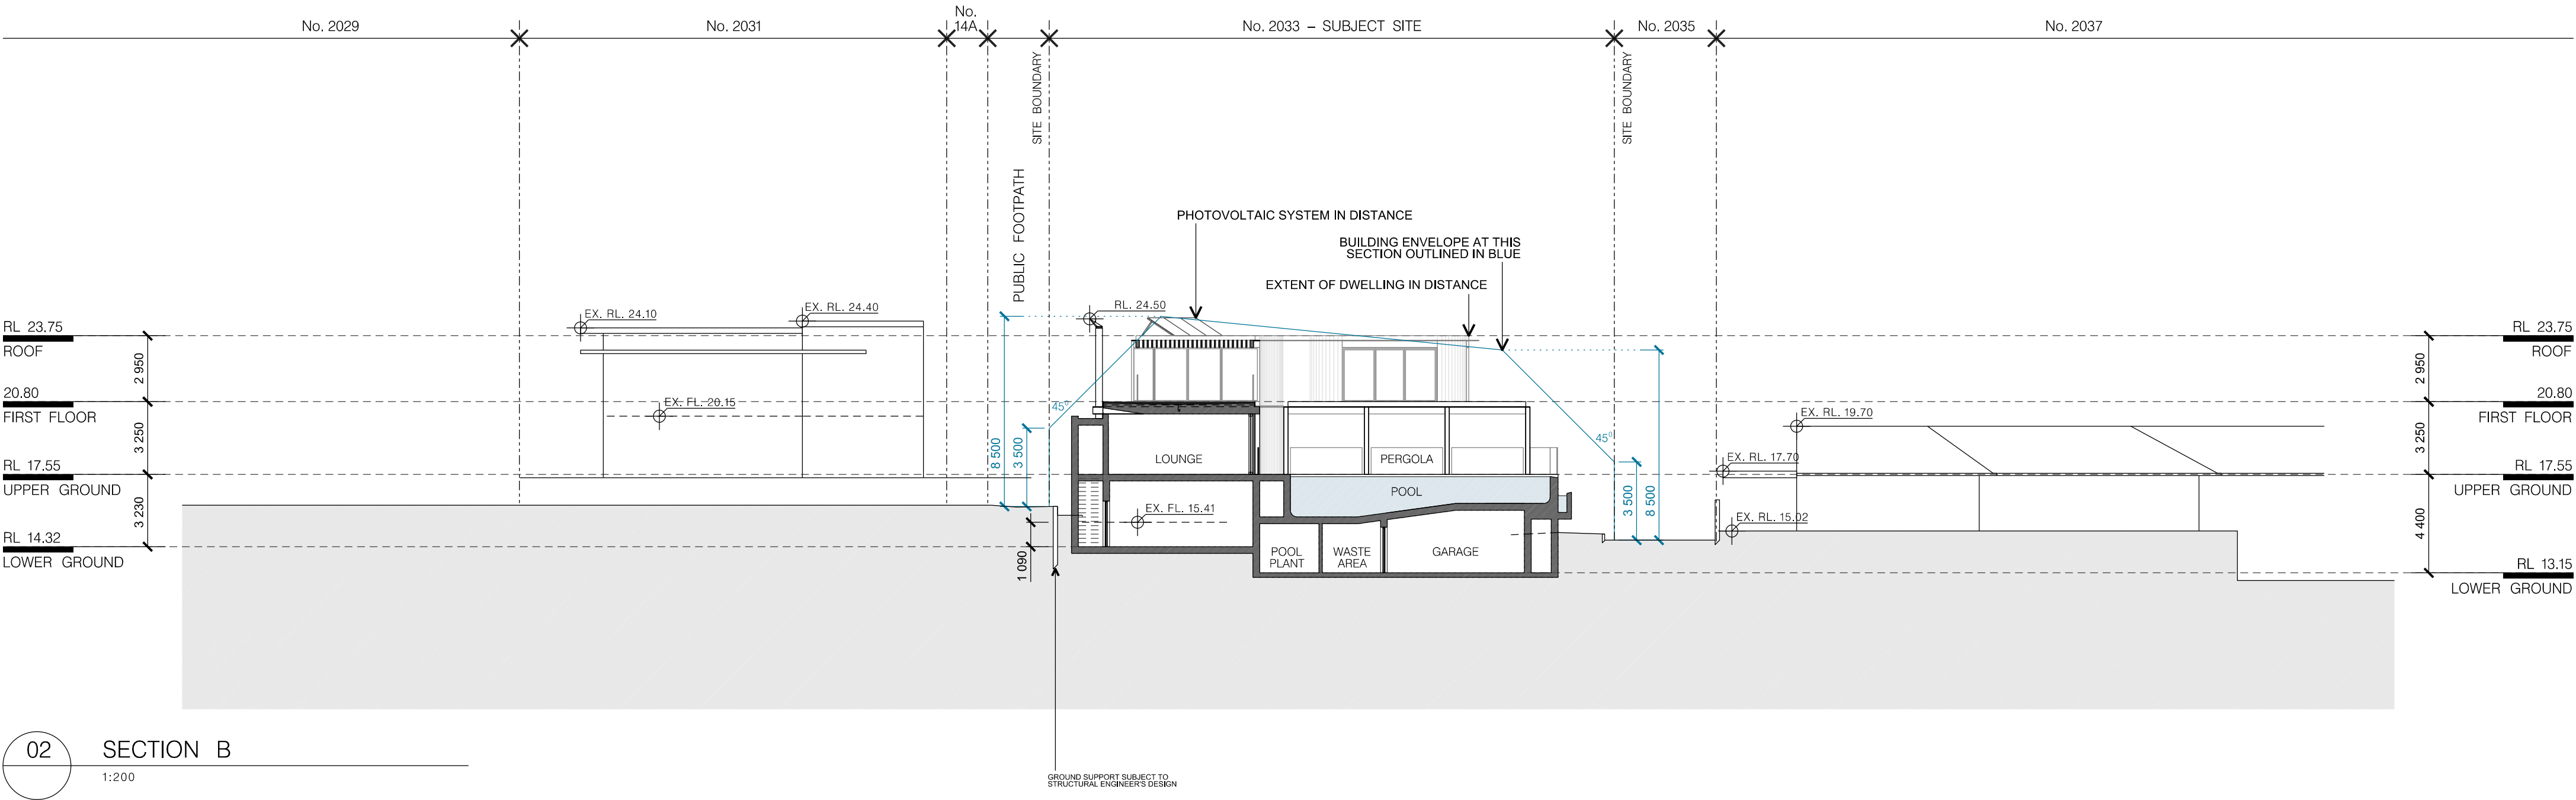 No. 2029
No. 2031
No.
14A
No. 2033 – SUBJECT SITE
No. 2035
No. 2037
SITE BOUNDARY
SITE BOUNDARY
PUBLIC FOOTPATH
PHOTOVOLTAIC SYSTEM IN DISTANCE
BUILDING ENVELOPE AT THIS
SECTION OUTLINED IN BLUE
EXTENT OF DWELLING IN DISTANCE
RL 23.75
ROOF
2 950
20.80
FIRST FLOOR
3 250
RL 17.55
UPPER GROUND
3 230
RL 14.32
LOWER GROUND
EX. RL. 24.10
EX. RL. 24.40
EX. FL. 20.15
RL. 24.50
45⁰
8 500
3 500
1 090
LOUNGE
PERGOLA
POOL
EX. FL. 15.41
POOL
PLANT
WASTE
AREA
GARAGE
45⁰
3 500
8 500
EX. RL. 19.70
EX. RL. 17.70
EX. RL. 15.02
RL 23.75
ROOF
2 950
20.80
FIRST FLOOR
3 250
RL 17.55
UPPER GROUND
4 400
RL 13.15
LOWER GROUND
02
SECTION B
1:200
GROUND SUPPORT SUBJECT TO
STRUCTURAL ENGINEER'S DESIGN